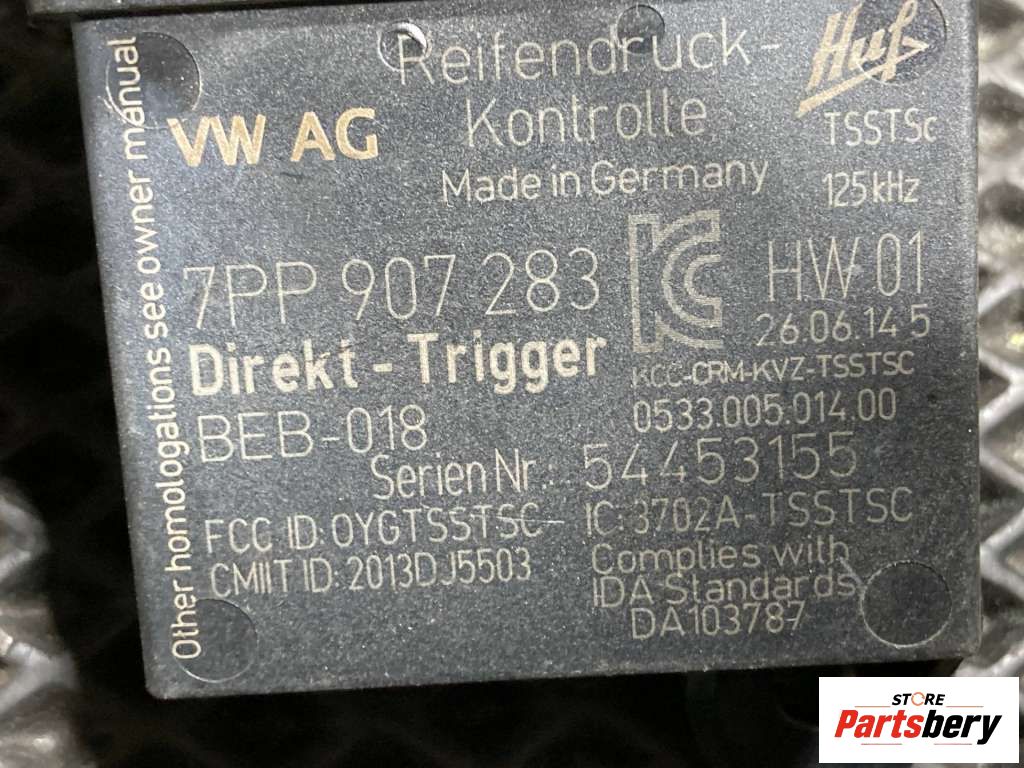 Other homologations see owner manual
VW AG
Reifendruck-
Kontrolle
Made in Germany
Huf
TSSTSc
125kHz
7PP 907 283
HW 01
26.06.14 5
Direkt - Trigger
KCC-CRM-KVZ-TSSTSC
BEB-018
0533.005.014.00
Serien Nr.: 54453155
FCC ID: OYGTSSTSC
IC: 3702A-TSSTSC
CMIIT ID: 2013DJ5503
Complies with
IDA Standards
DA103787
STORE
Partsbery